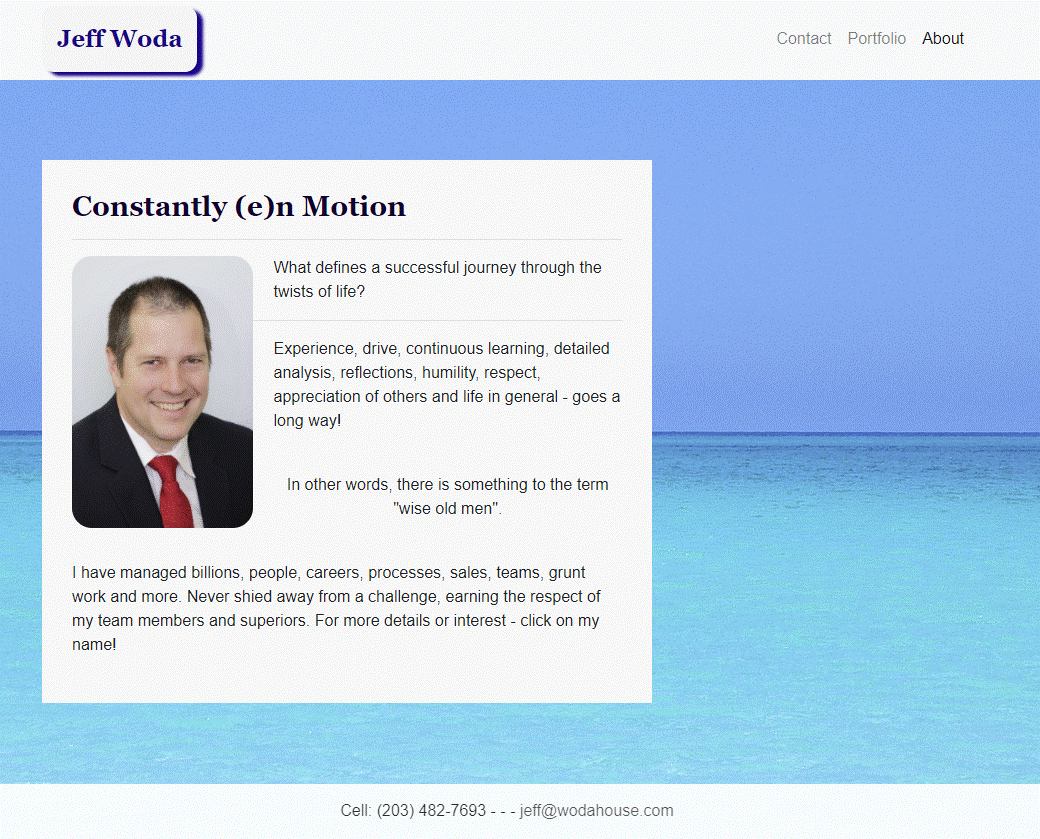 Jeff Woda
Contact Portfolio About
Constantly (e)n Motion
What defines a successful journey through the
twists of life?
Experience, drive, continuous learning, detailed
analysis, reflections, humility, respect,
appreciation of others and life in general - goes a
long way!
In other words, there is something to the term
"wise old men".
I have managed billions, people, careers, processes, sales, teams, grunt
work and more. Never shied away from a challenge, earning the respect of
my team members and superiors. For more details or interest - click on my
name!
Cell: (203) 482-7693 - - - jeff@wodahouse.com